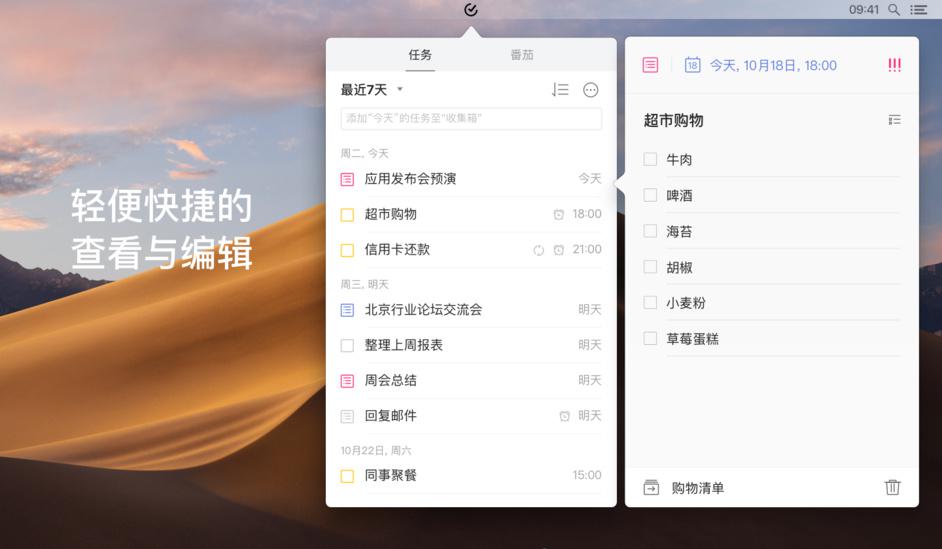 09:41
轻便快捷的
查看与编辑
任务
番茄
最近7天
添加“今天”的任务至“收集箱”
周二, 今天
应用发布会预演 今天
超市购物 18:00
信用卡还款 21:00
周三, 明天
北京行业论坛交流会 明天
整理上周报表 明天
周会总结 明天
回复邮件 明天
10月22日, 周六
同事聚餐 15:00
18 今天, 10月18日, 18:00 !!!
超市购物
牛肉
啤酒
海苔
胡椒
小麦粉
草莓蛋糕
购物清单